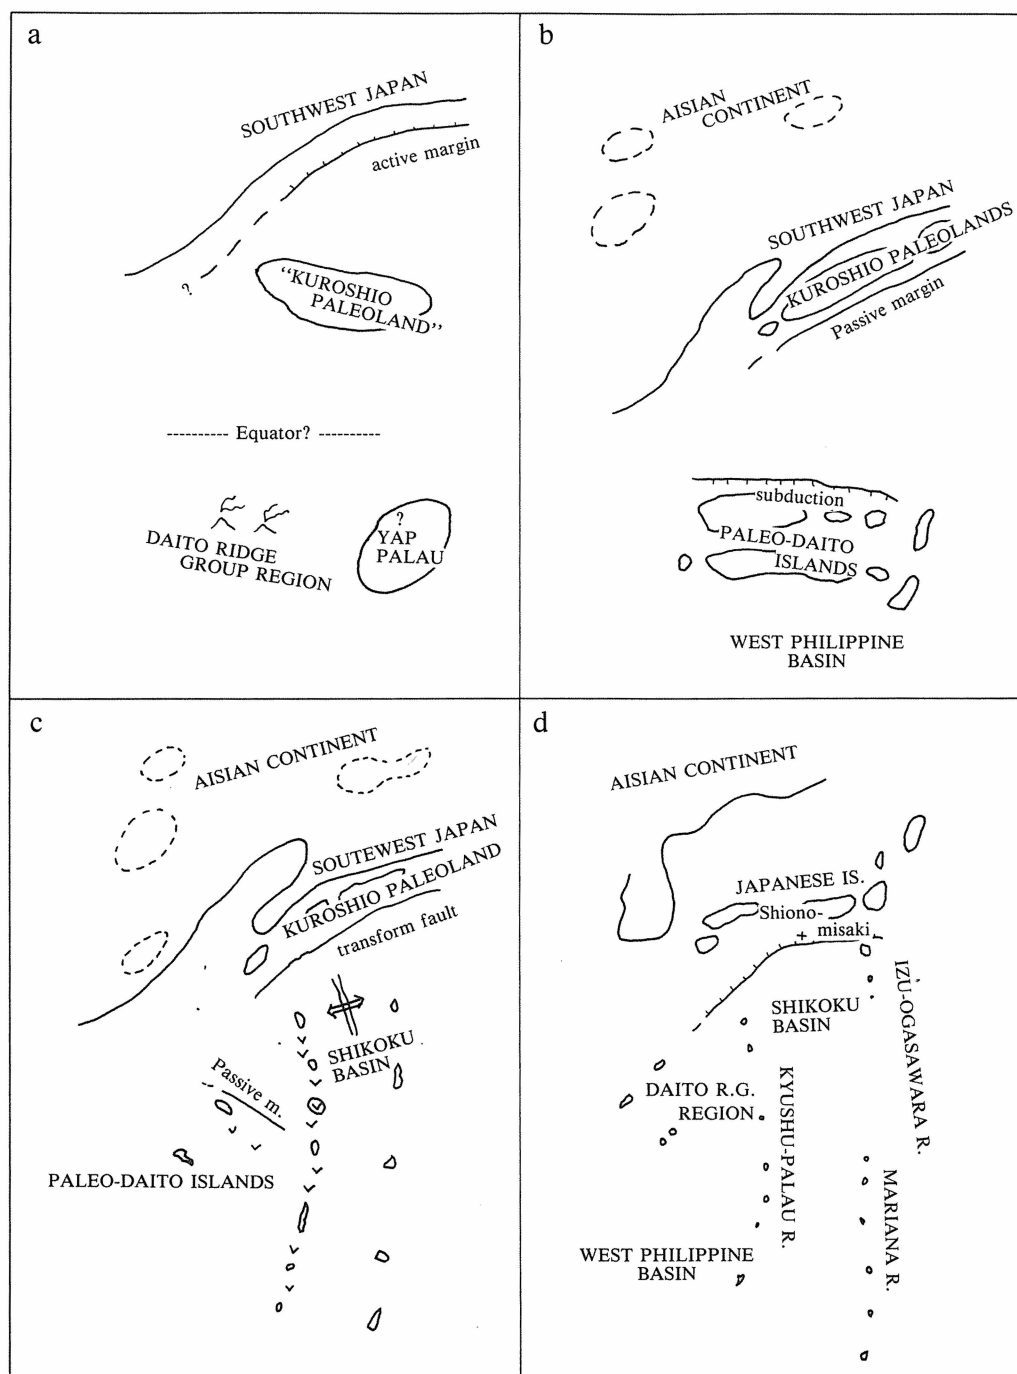 a
SOUTHWEST JAPAN
active margin
?
“KUROSHIO
PALEOLAND”
---------- Equator? ----------
?
YAP
PALAU
DAITO RIDGE
GROUP REGION
b
AISIAN
CONTINENT
SOUTHWEST JAPAN
KUROSHIO PALEOLANDS
Passive margin
subduction
PALEO-DAITO
ISLANDS
WEST PHILIPPINE
BASIN
c
AISIAN CONTINENT
SOUTEWEST JAPAN
KUROSHIO PALEOLAND
transform fault
SHIKOKU
BASIN
Passive m.
PALEO-DAITO ISLANDS
d
AISIAN CONTINENT
JAPANESE IS.
Shiono-
misaki
SHIKOKU
BASIN
IZU-OGASAWARA R.
DAITO R.G.
REGION
KYUSHU-PALAU R.
MARIANA R.
WEST PHILIPPINE
BASIN